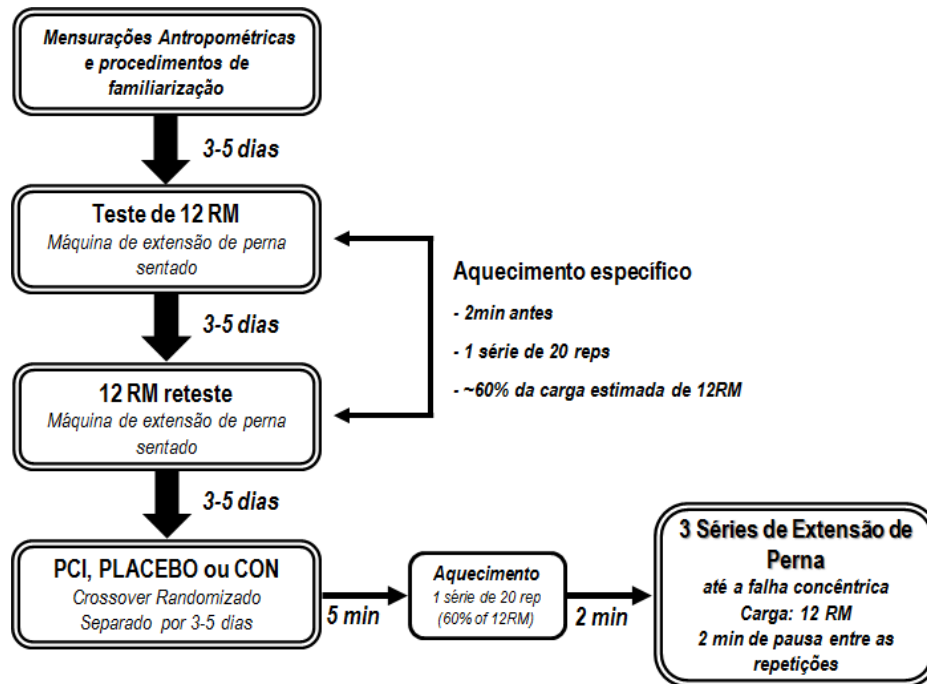 Mensurações Antropométricas
e procedimentos de
familiarização
3-5 dias
Teste de 12 RM
Máquina de extensão de perna
sentado
Aquecimento específico
- 2min antes
- 1 série de 20 reps
- ~60% da carga estimada de 12RM
3-5 dias
12 RM reteste
Máquina de extensão de perna
sentado
3-5 dias
PCI, PLACEBO ou CON
Crossover Randomizado
Separado por 3-5 dias
5 min
Aquecimento
1 série de 20 rep
(60% of 12RM)
2 min
3 Séries de Extensão de
Perna
até a falha concêntrica
Carga: 12 RM
2 min de pausa entre as
repetições